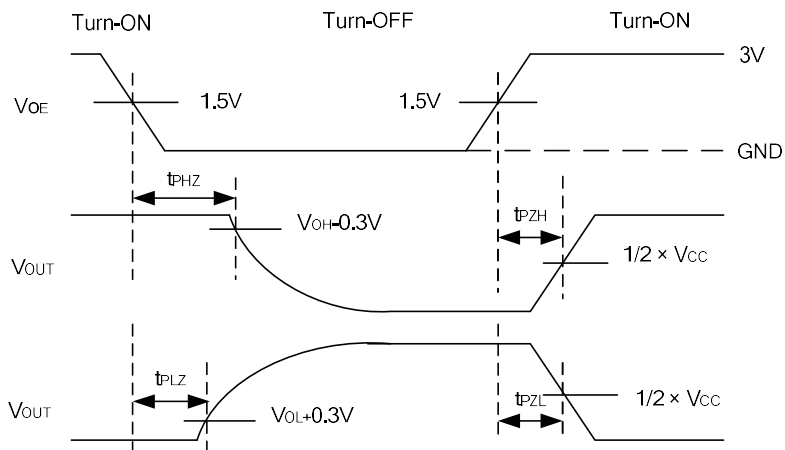 Turn-ON Turn-OFF Turn-ON
3V
VOE 1.5V 1.5V
GND
tPHZ
VOH-0.3V tPZH
VOUT 1/2 × VCC
tPLZ
VOUT VOL+0.3V tPZL 1/2 × VCC